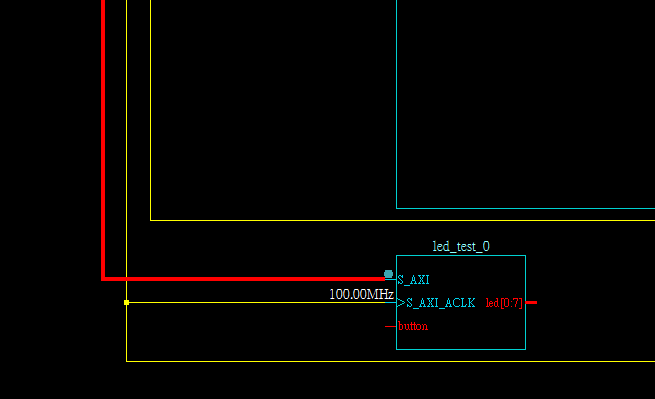 led_test_0
S_AXI
100.00MHz
S_AXI_ACLK led[0:7]
button